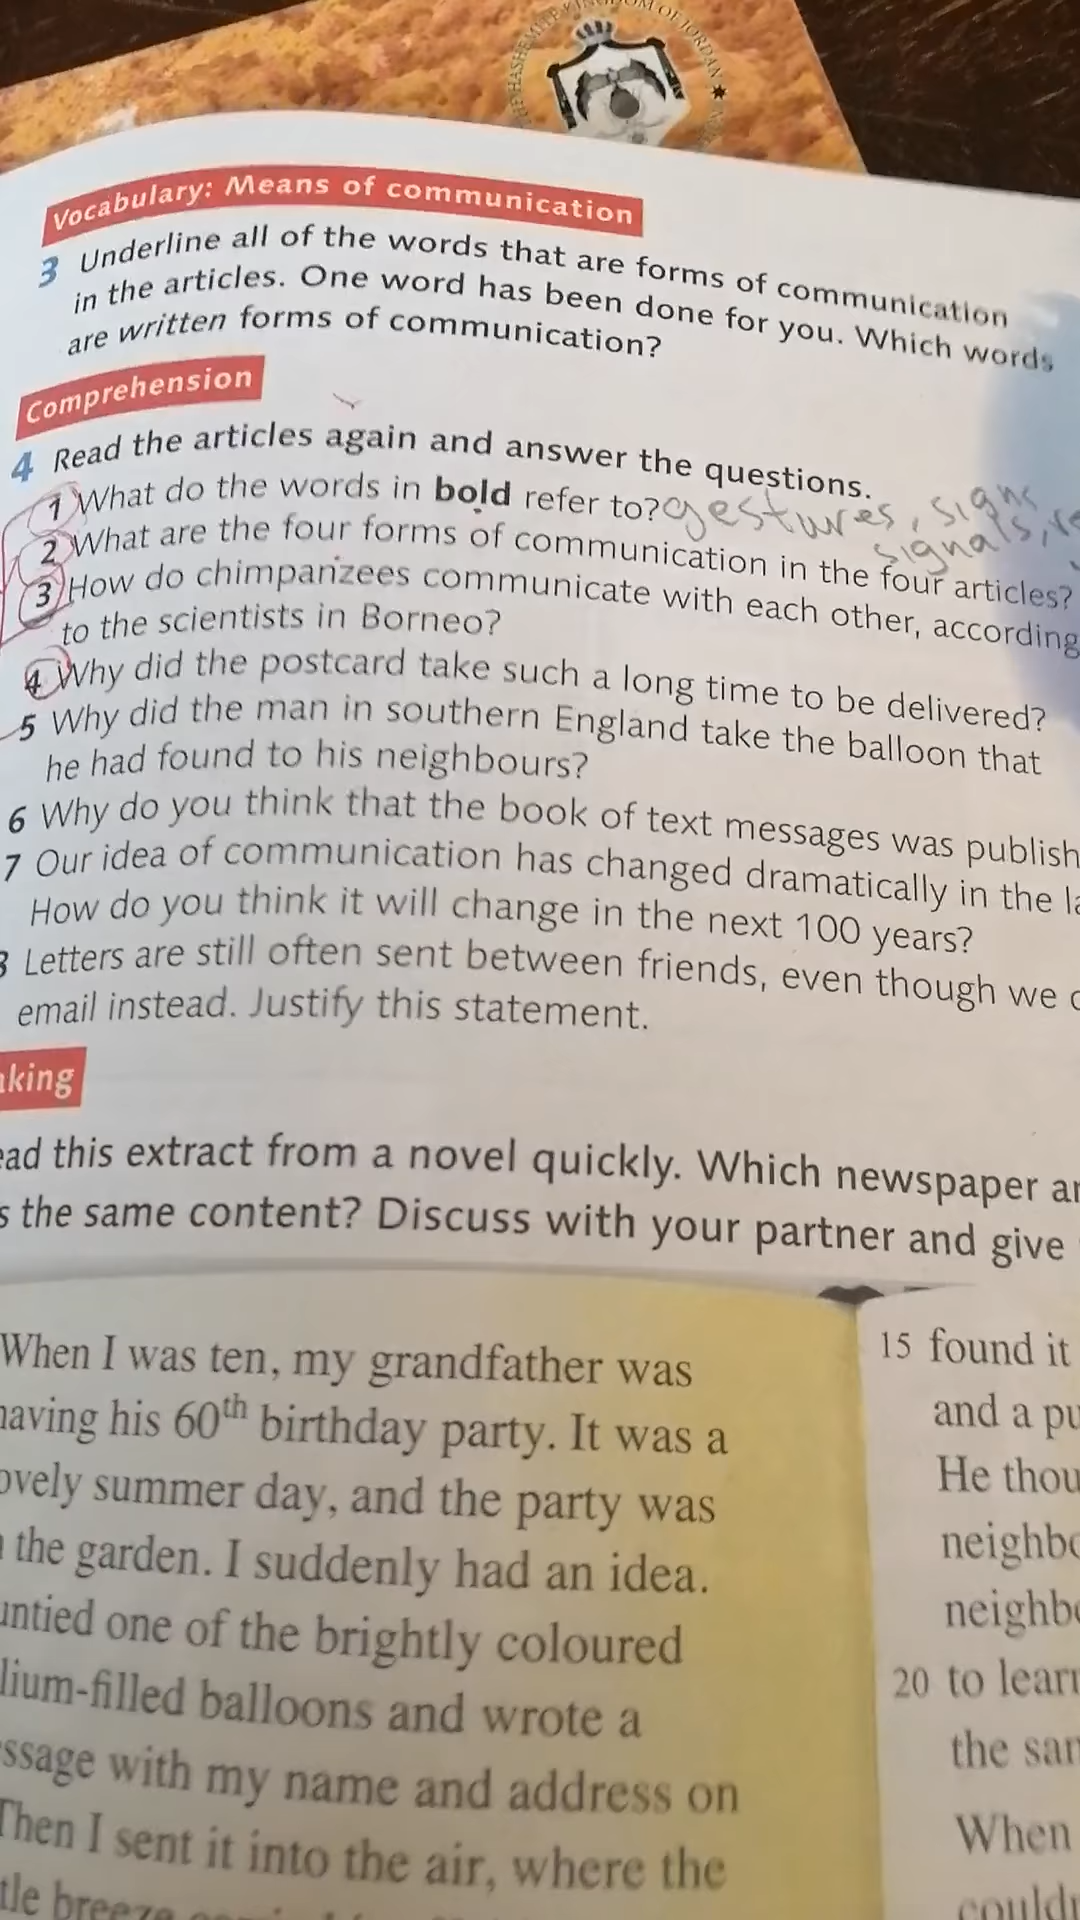 THE HASHEMITE KINGDOM OF JORDAN
Vocabulary: Means of communication
3 Underline all of the words that are forms of communication
in the articles. One word has been done for you. Which words
are written forms of communication?
Comprehension
4 Read the articles again and answer the questions.
1 What do the words in bold refer to? gestures, signs
signals,
2 What are the four forms of communication in the four articles?
3 How do chimpanzees communicate with each other, according
to the scientists in Borneo?
4 Why did the postcard take such a long time to be delivered?
5 Why did the man in southern England take the balloon that
he had found to his neighbours?
6 Why do you think that the book of text messages was publish
7 Our idea of communication has changed dramatically in the
How do you think it will change in the next 100 years?
Letters are still often sent between friends, even though we
email instead. Justify this statement.
aking
ead this extract from a novel quickly. Which newspaper
s the same content? Discuss with your partner and give
When I was ten, my grandfather was
having his 60th birthday party. It was a
ovely summer day, and the party was
the garden. I suddenly had an idea.
untied one of the brightly coloured
lium-filled balloons and wrote a
ssage with my name and address on
Then I sent it into the air, where the
tle breeze
15 found it
and a pu
He thou
neighbo
neighbo
20 to learn
the sam
When